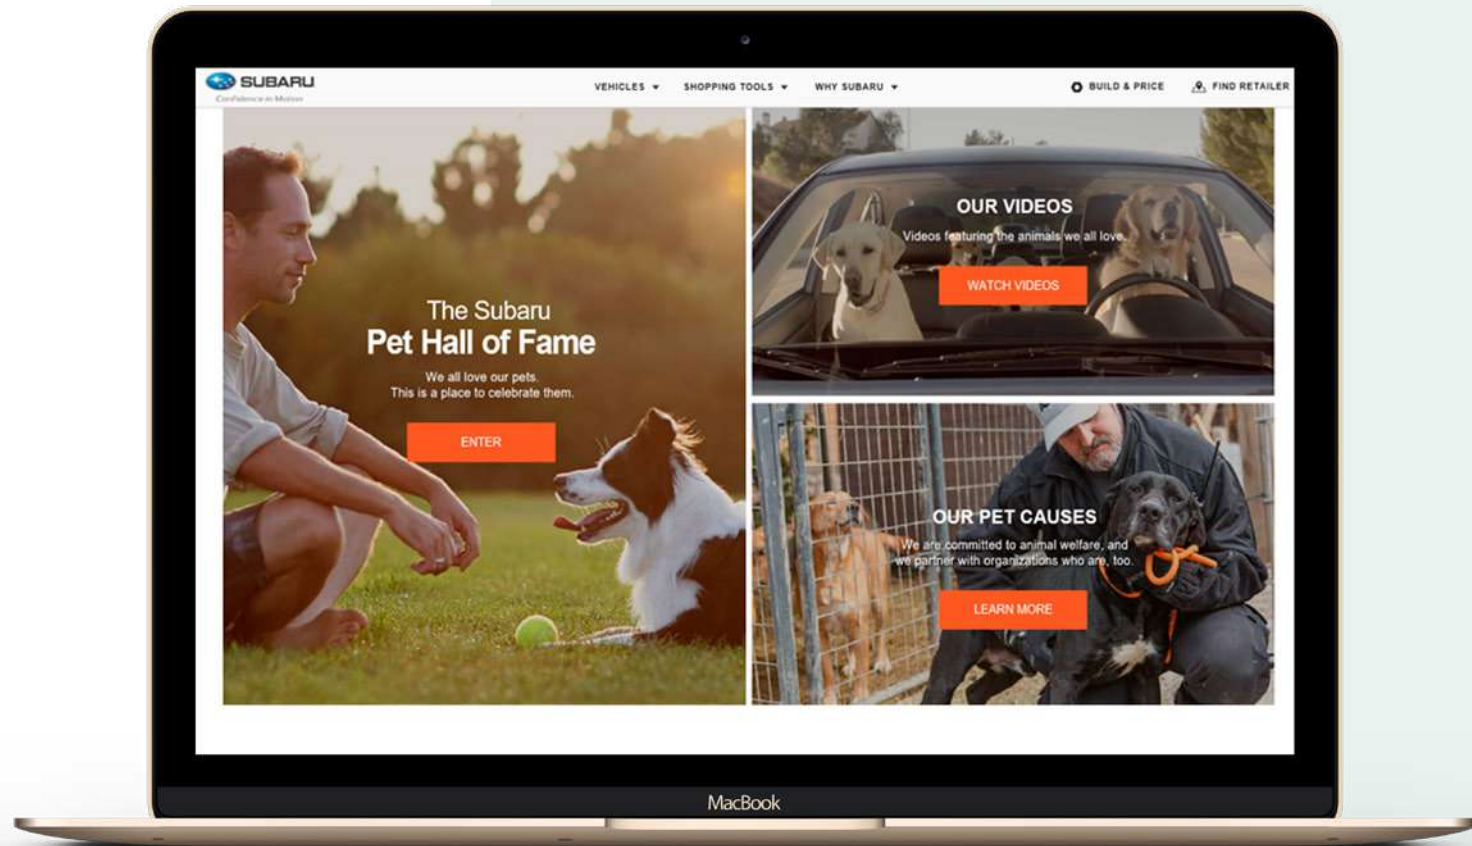 SUBARU
Confidence in Motion
VEHICLES
SHOPPING TOOLS
WHY SUBARU
BUILD & PRICE
FIND RETAILER
The Subaru
Pet Hall of Fame
We all love our pets.
This is a place to celebrate them.
ENTER
OUR VIDEOS
Videos featuring the animals we all love.
WATCH VIDEOS
OUR PET CAUSES
We are committed to animal welfare, and
we partner with organizations who are, too.
LEARN MORE
MacBook